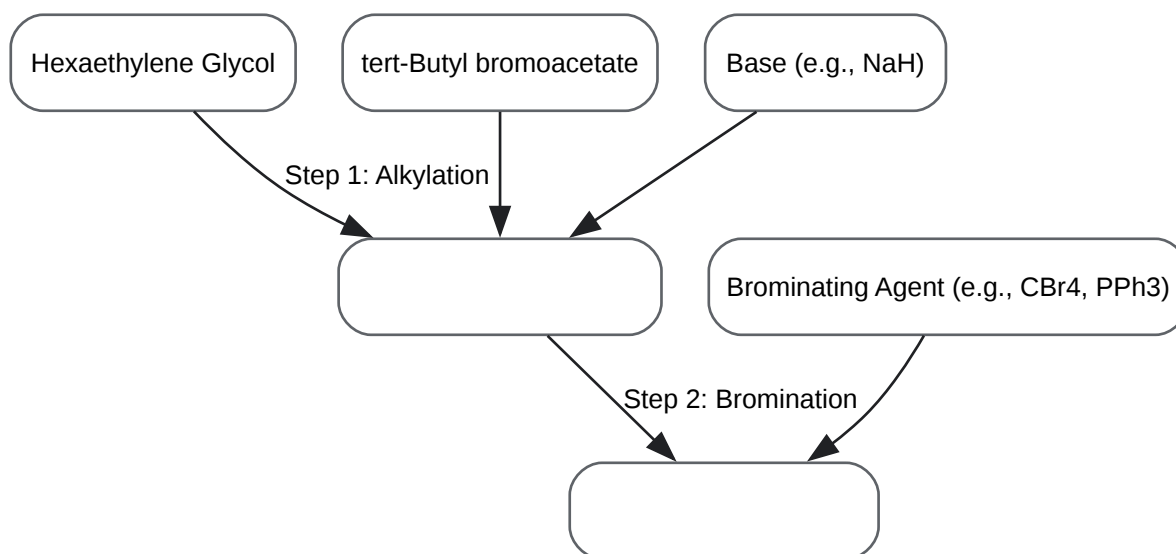 Hexaethylene Glycol
tert-Butyl bromoacetate
Base (e.g., NaH)
Step 1: Alkylation
Brominating Agent (e.g., CBr4, PPh3)
Step 2: Bromination